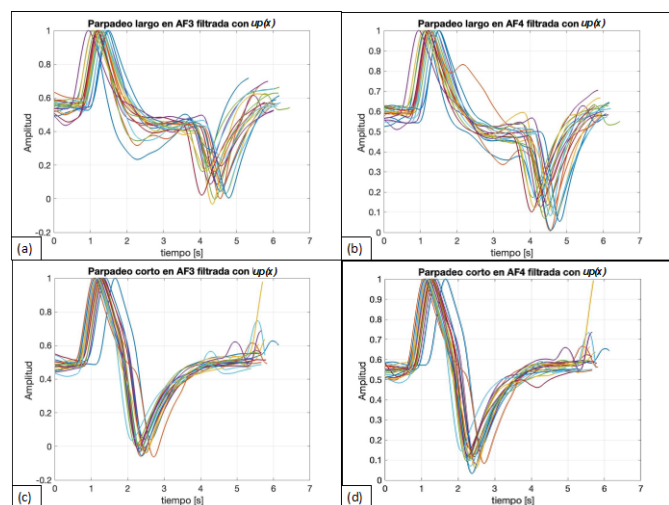 Parpadeo largo en AF3 filtrada con up(x)
1
0.8
0.6
0.4
0.2
0
-0.2
Amplitud
0 1 2 3 4 5 6 7
tiempo [s]
(a)
Parpadeo largo en AF4 filtrada con up(x)
1
0.9
0.8
0.7
0.6
0.5
0.4
0.3
0.2
0.1
0
Amplitud
0 1 2 3 4 5 6 7
tiempo [s]
(b)
Parpadeo corto en AF3 filtrada con up(x)
1
0.8
0.6
0.4
0.2
0
-0.2
Amplitud
0 1 2 3 4 5 6 7
tiempo [s]
(c)
Parpadeo corto en AF4 filtrada con up(x)
1
0.9
0.8
0.7
0.6
0.5
0.4
0.3
0.2
0.1
0
Amplitud
0 1 2 3 4 5 6 7
tiempo [s]
(d)